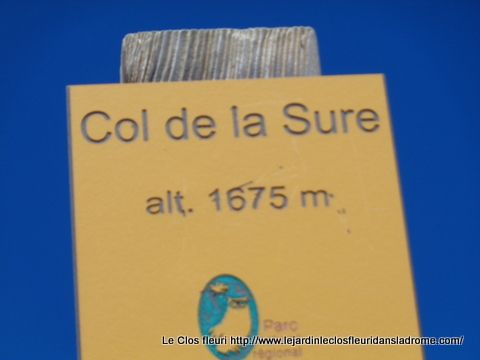 Col de la Sure
alt. 1675 m
Parc
régional
Le Clos fleuri http://www.lejardinleclosfleuridansladrome.com/